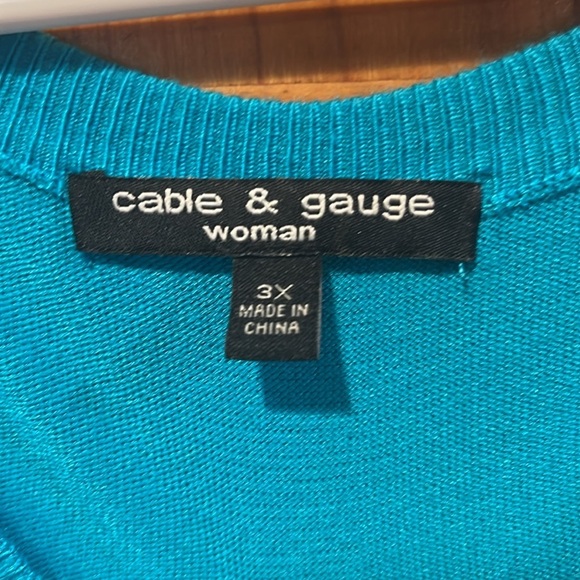 cable & gauge
woman
3X
MADE IN
CHINA